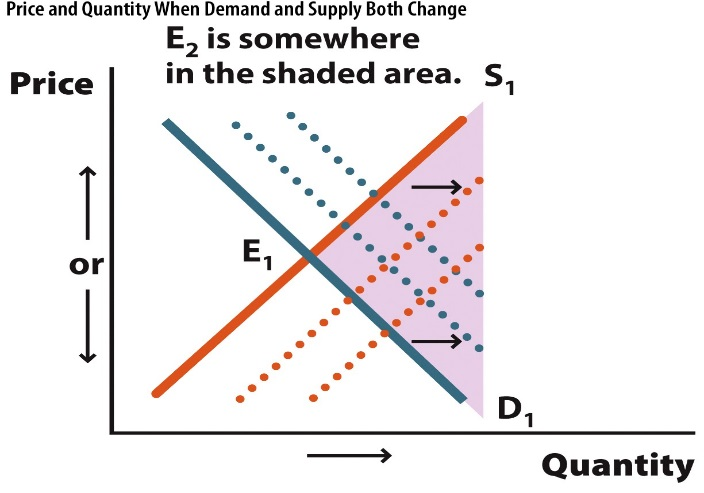 Price and Quantity When Demand and Supply Both Change
E2 is somewhere
in the shaded area.
S1
Price
E1
or
D1
Quantity